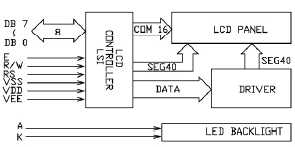 DB 7
(
DB 0
8
E
R/W
RS
VSS
VDD
VEE
LCD
CONTROLLER
LSI
COM 16
LCD PANEL
SEG40
SEG40
DATA
DRIVER
A
K
LED BACKLIGHT